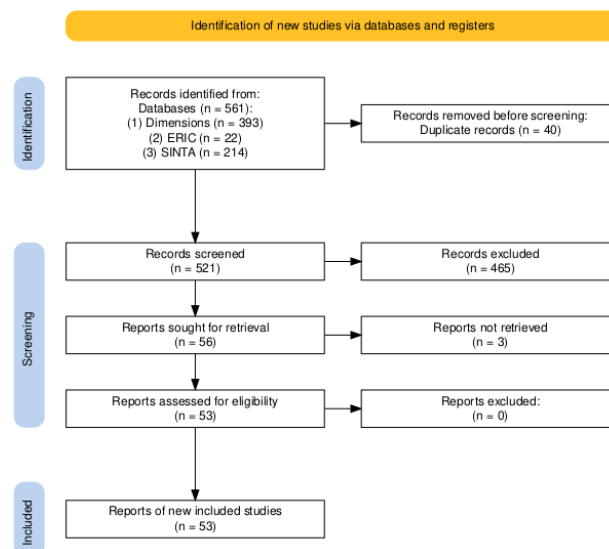 Identification of new studies via databases and registers
Identification
Records identified from:
Databases (n = 561):
(1) Dimensions (n = 393)
(2) ERIC (n = 22)
(3) SINTA (n = 214)
Records removed before screening:
Duplicate records (n = 40)
Screening
Records screened
(n = 521)
Records excluded
(n = 465)
Reports sought for retrieval
(n = 56)
Reports not retrieved
(n = 3)
Reports assessed for eligibility
(n = 53)
Reports excluded:
(n = 0)
Included
Reports of new included studies
(n = 53)